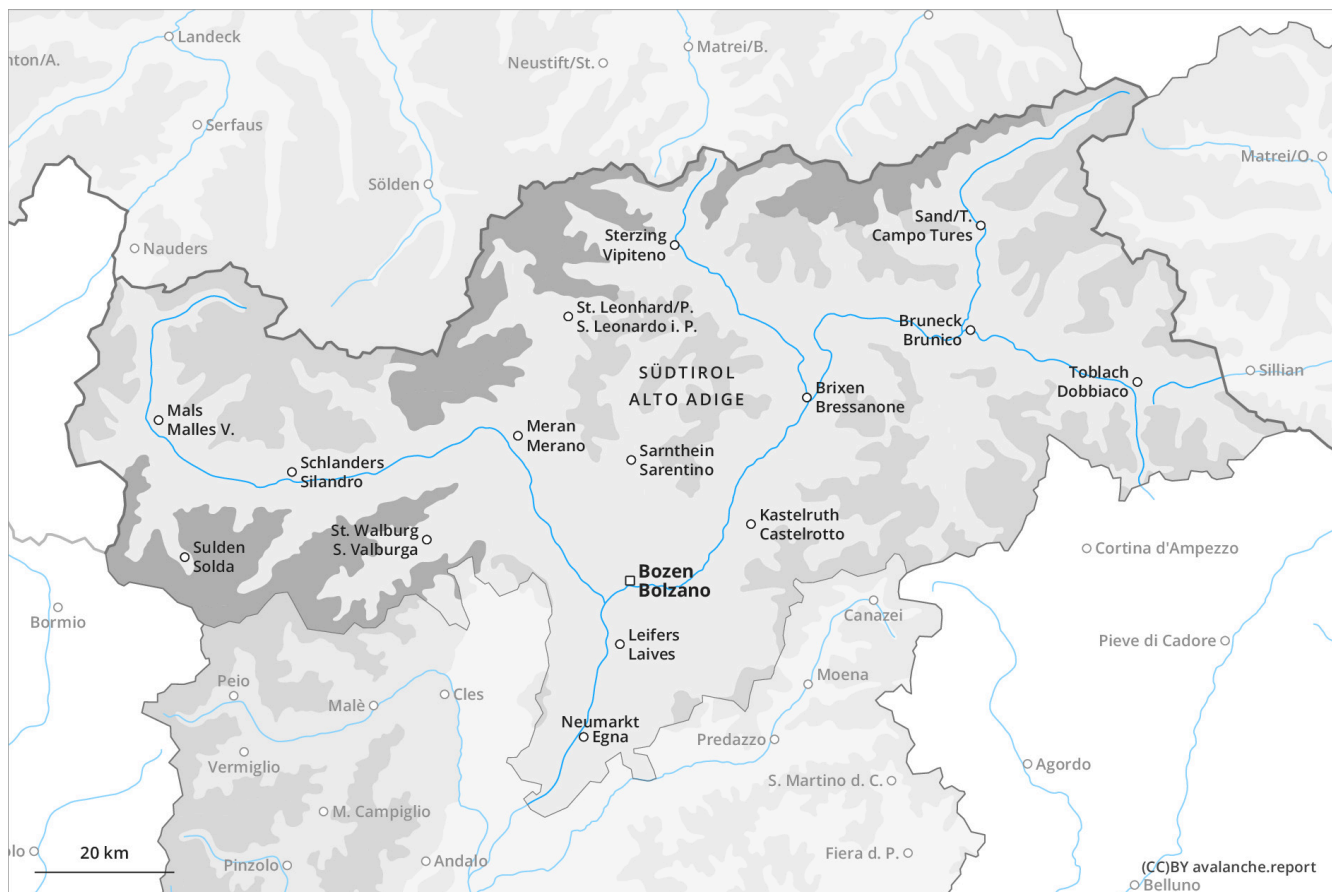 Landeck
nton/A.
Matrei/B.
Neustift/St.
Serfaus
Matrei/O.
Sölden
Sand/T.
Campo Tures
Sterzing
Vipiteno
Nauders
St. Leonhard/P.
S. Leonardo i. P.
Bruneck
Brunico
SÜDTIROL
ALTO ADIGE
Toblach
Dobbiaco
Sillian
Brixen
Bressanone
Mals
Malles V.
Meran
Merano
Sarnthein
Sarentino
Schlanders
Silandro
Kastelruth
Castelrotto
St. Walburg
S. Valburga
Sulden
Solda
Cortina d'Ampezzo
Bozen
Bolzano
Bormio
Canazei
Leifers
Laives
Pieve di Cadore
Peio
Moena
Cles
Malè
Neumarkt
Egna
Predazzo
Vermiglio
Agordo
S. Martino d. C.
M. Campiglio
olo
20 km
Pinzolo
Andalo
Fiera d. P.
(CC)BY avalanche.report
Belluno